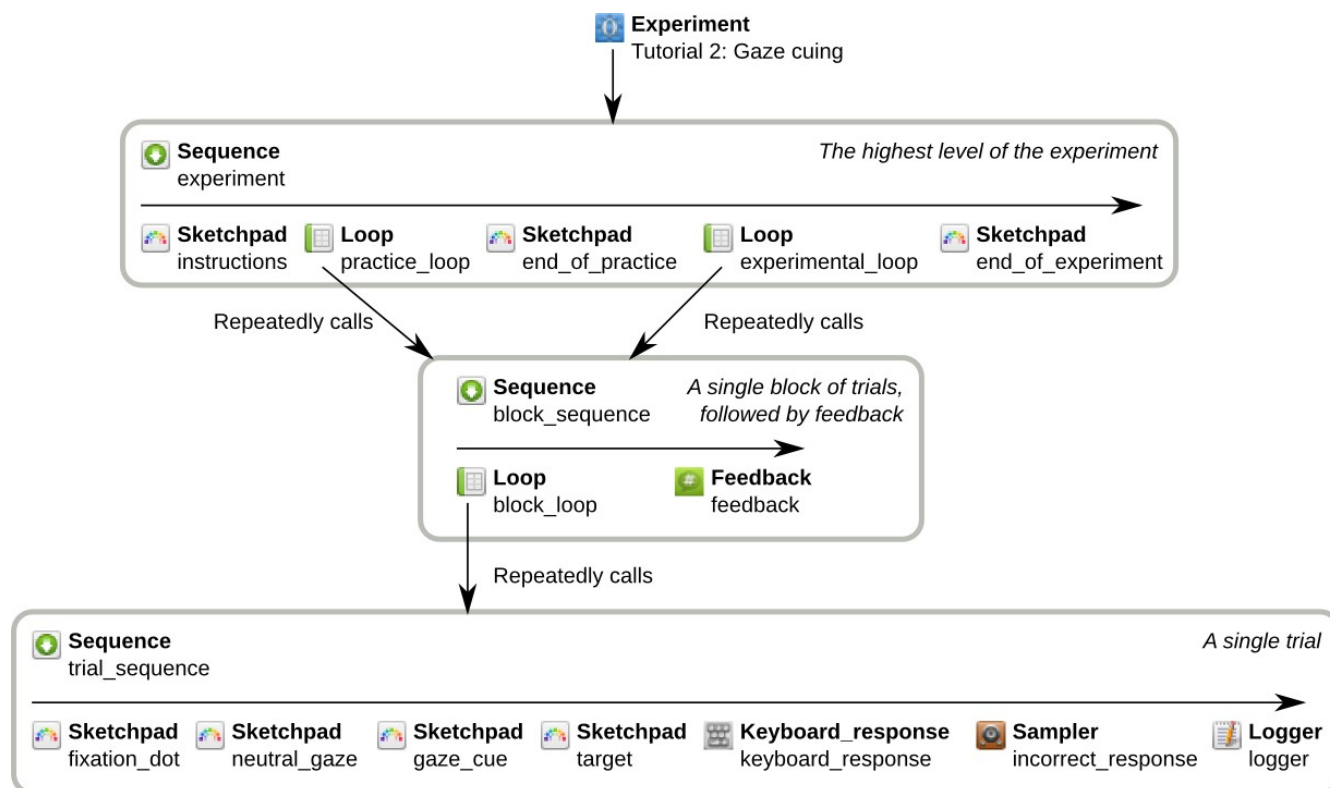 Experiment
Tutorial 2: Gaze cuing
Sequence
experiment
The highest level of the experiment
Sketchpad
instructions
Loop
practice_loop
Sketchpad
end_of_practice
Loop
experimental_loop
Sketchpad
end_of_experiment
Repeatedly calls
Repeatedly calls
Sequence
block_sequence
A single block of trials,
followed by feedback
Loop
block_loop
Feedback
feedback
Repeatedly calls
Sequence
trial_sequence
A single trial
Sketchpad
fixation_dot
Sketchpad
neutral_gaze
Sketchpad
gaze_cue
Sketchpad
target
Keyboard_response
keyboard_response
Sampler
incorrect_response
Logger
logger